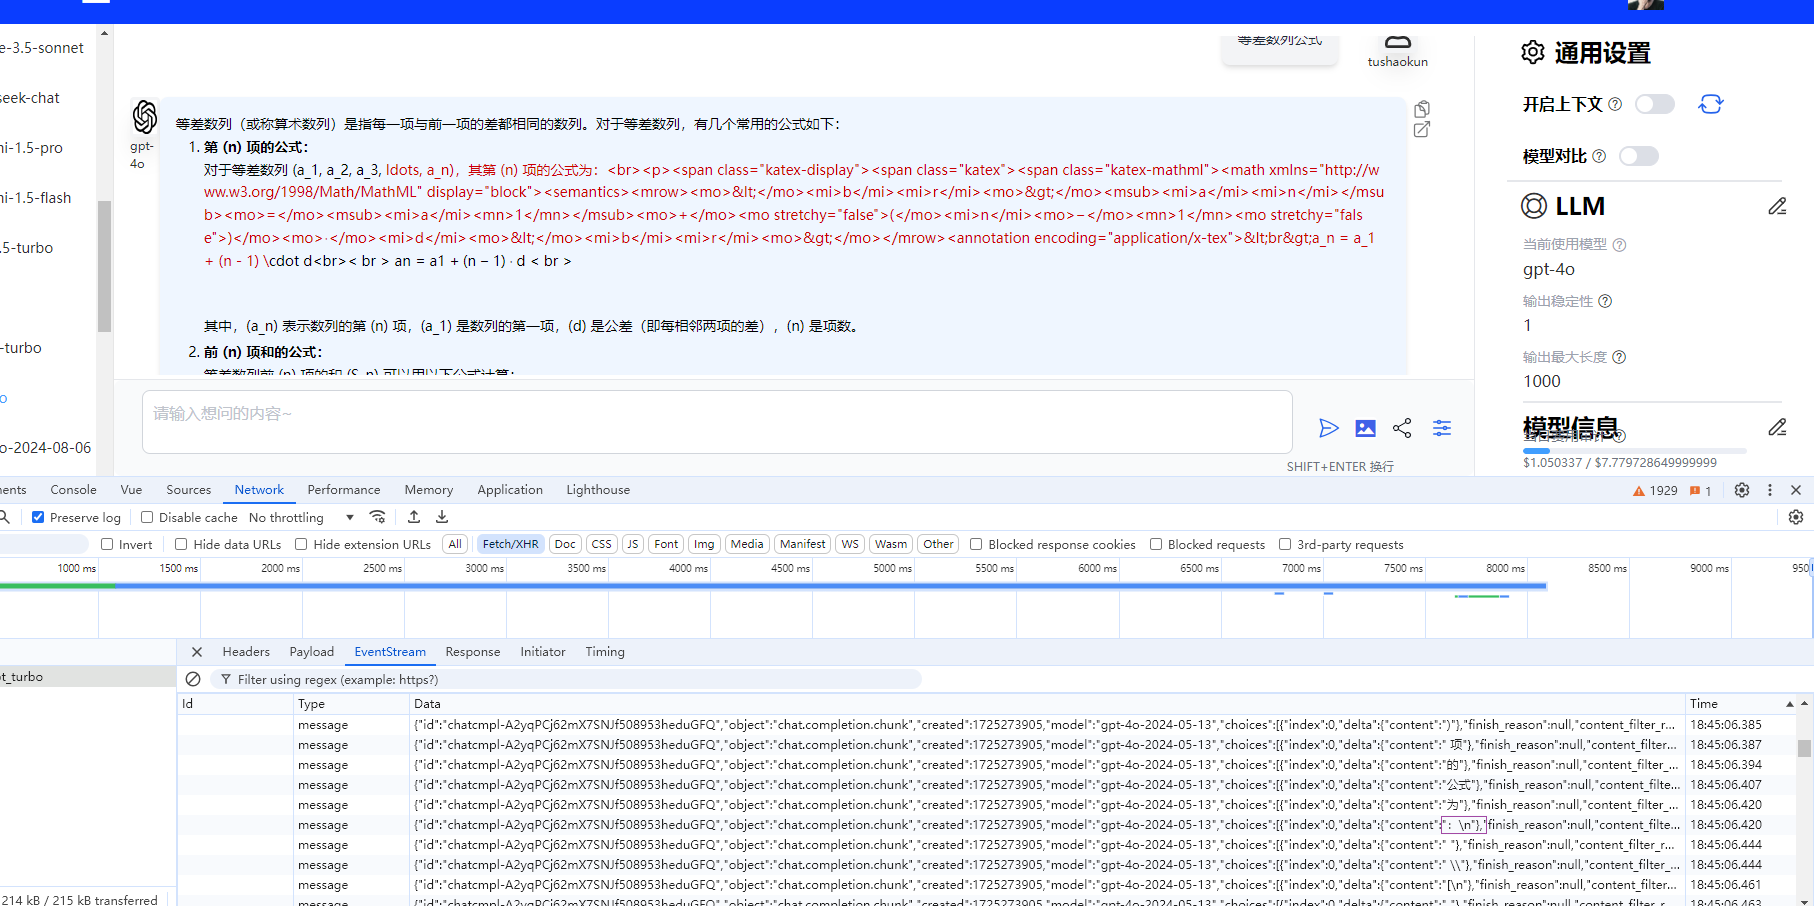 e-3.5-sonnet
seek-chat
ni-1.5-pro
ni-1.5-flash
.5-turbo
-turbo
o
o-2024-08-06
等差数列公式
tushaokun
gpt-
4o
等差数列（或称算术数列）是指每一项与前一项的差都相同的数列。对于等差数列，有几个常用的公式如下：
1. 第 (n) 项的公式：
对于等差数列 (a_1, a_2, a_3, ldots, a_n)，其第 (n) 项的公式为：<br><p><span class="katex-display"><span class="katex"><span class="katex-mathml"><math xmlns="http://w
ww.w3.org/1998/Math/MathML" display="block"><semantics><mrow><mo>&lt;</mo><mi>b</mi><mi>r</mi><mo>&gt;</mo><msub><mi>a</mi><mi>n</mi></msu
b><mo>=</mo><msub><mi>a</mi><mn>1</mn></msub><mo>+</mo><mo stretchy="false">(</mo><mi>n</mi><mo>−</mo><mn>1</mn><mo stretchy="fals
e">)</mo><mo>⋅</mo><mi>d</mi><mo>&lt;</mo><mi>b</mi><mi>r</mi><mo>&gt;</mo></mrow><annotation encoding="application/x-tex">&lt;br&gt;a_n = a_1
+ (n - 1) \cdot d<br>< br > an = a1 + (n − 1) ⋅ d < br >
其中，(a_n) 表示数列的第 (n) 项，(a_1) 是数列的第一项，(d) 是公差（即每相邻两项的差），(n) 是项数。
2. 前 (n) 项和的公式：
等差数列前 (n) 项的和 (S_n) 可以用以下公式计算：
请输入想问的内容~
SHIFT+ENTER 换行
通用设置
开启上下文
模型对比
LLM
当前使用模型
gpt-4o
输出稳定性
1
输出最大长度
1000
模型信息
$1.050337 / $7.779728649999999
ents Console Vue Sources Network Performance Memory Application Lighthouse 1929 1
Preserve log Disable cache No throttling
Invert Hide data URLs Hide extension URLs All Fetch/XHR Doc CSS JS Font Img Media Manifest WS Wasm Other Blocked response cookies Blocked requests 3rd-party requests
1000 ms 1500 ms 2000 ms 2500 ms 3000 ms 3500 ms 4000 ms 4500 ms 5000 ms 5500 ms 6000 ms 6500 ms 7000 ms 7500 ms 8000 ms 8500 ms 9000 ms 950
Headers Payload EventStream Response Initiator Timing
t_turbo
Filter using regex (example: https?)
Id Type Data Time
message {"id":"chatcmpl-A2yqPCj62mX7SNJf508953heduGFQ","object":"chat.completion.chunk","created":1725273905,"model":"gpt-4o-2024-05-13","choices":[{"index":0,"delta":{"content":")"},"finish_reason":null,"content_filter_r... 18:45:06.385
message {"id":"chatcmpl-A2yqPCj62mX7SNJf508953heduGFQ","object":"chat.completion.chunk","created":1725273905,"model":"gpt-4o-2024-05-13","choices":[{"index":0,"delta":{"content":" 项"},"finish_reason":null,"content_filter... 18:45:06.387
message {"id":"chatcmpl-A2yqPCj62mX7SNJf508953heduGFQ","object":"chat.completion.chunk","created":1725273905,"model":"gpt-4o-2024-05-13","choices":[{"index":0,"delta":{"content":"的"},"finish_reason":null,"content_filter_... 18:45:06.394
message {"id":"chatcmpl-A2yqPCj62mX7SNJf508953heduGFQ","object":"chat.completion.chunk","created":1725273905,"model":"gpt-4o-2024-05-13","choices":[{"index":0,"delta":{"content":"公式"},"finish_reason":null,"content_filte... 18:45:06.407
message {"id":"chatcmpl-A2yqPCj62mX7SNJf508953heduGFQ","object":"chat.completion.chunk","created":1725273905,"model":"gpt-4o-2024-05-13","choices":[{"index":0,"delta":{"content":"为"},"finish_reason":null,"content_filter_... 18:45:06.420
message {"id":"chatcmpl-A2yqPCj62mX7SNJf508953heduGFQ","object":"chat.completion.chunk","created":1725273905,"model":"gpt-4o-2024-05-13","choices":[{"index":0,"delta":{"content":"：\n"},"finish_reason":null,"content_filte... 18:45:06.420
message {"id":"chatcmpl-A2yqPCj62mX7SNJf508953heduGFQ","object":"chat.completion.chunk","created":1725273905,"model":"gpt-4o-2024-05-13","choices":[{"index":0,"delta":{"content":" "},"finish_reason":null,"content_filter_r... 18:45:06.444
message {"id":"chatcmpl-A2yqPCj62mX7SNJf508953heduGFQ","object":"chat.completion.chunk","created":1725273905,"model":"gpt-4o-2024-05-13","choices":[{"index":0,"delta":{"content":" \\"},"finish_reason":null,"content_filter_... 18:45:06.444
message {"id":"chatcmpl-A2yqPCj62mX7SNJf508953heduGFQ","object":"chat.completion.chunk","created":1725273905,"model":"gpt-4o-2024-05-13","choices":[{"index":0,"delta":{"content":"[\n"},"finish_reason":null,"content_filter... 18:45:06.461
214 kB / 215 kB transferred